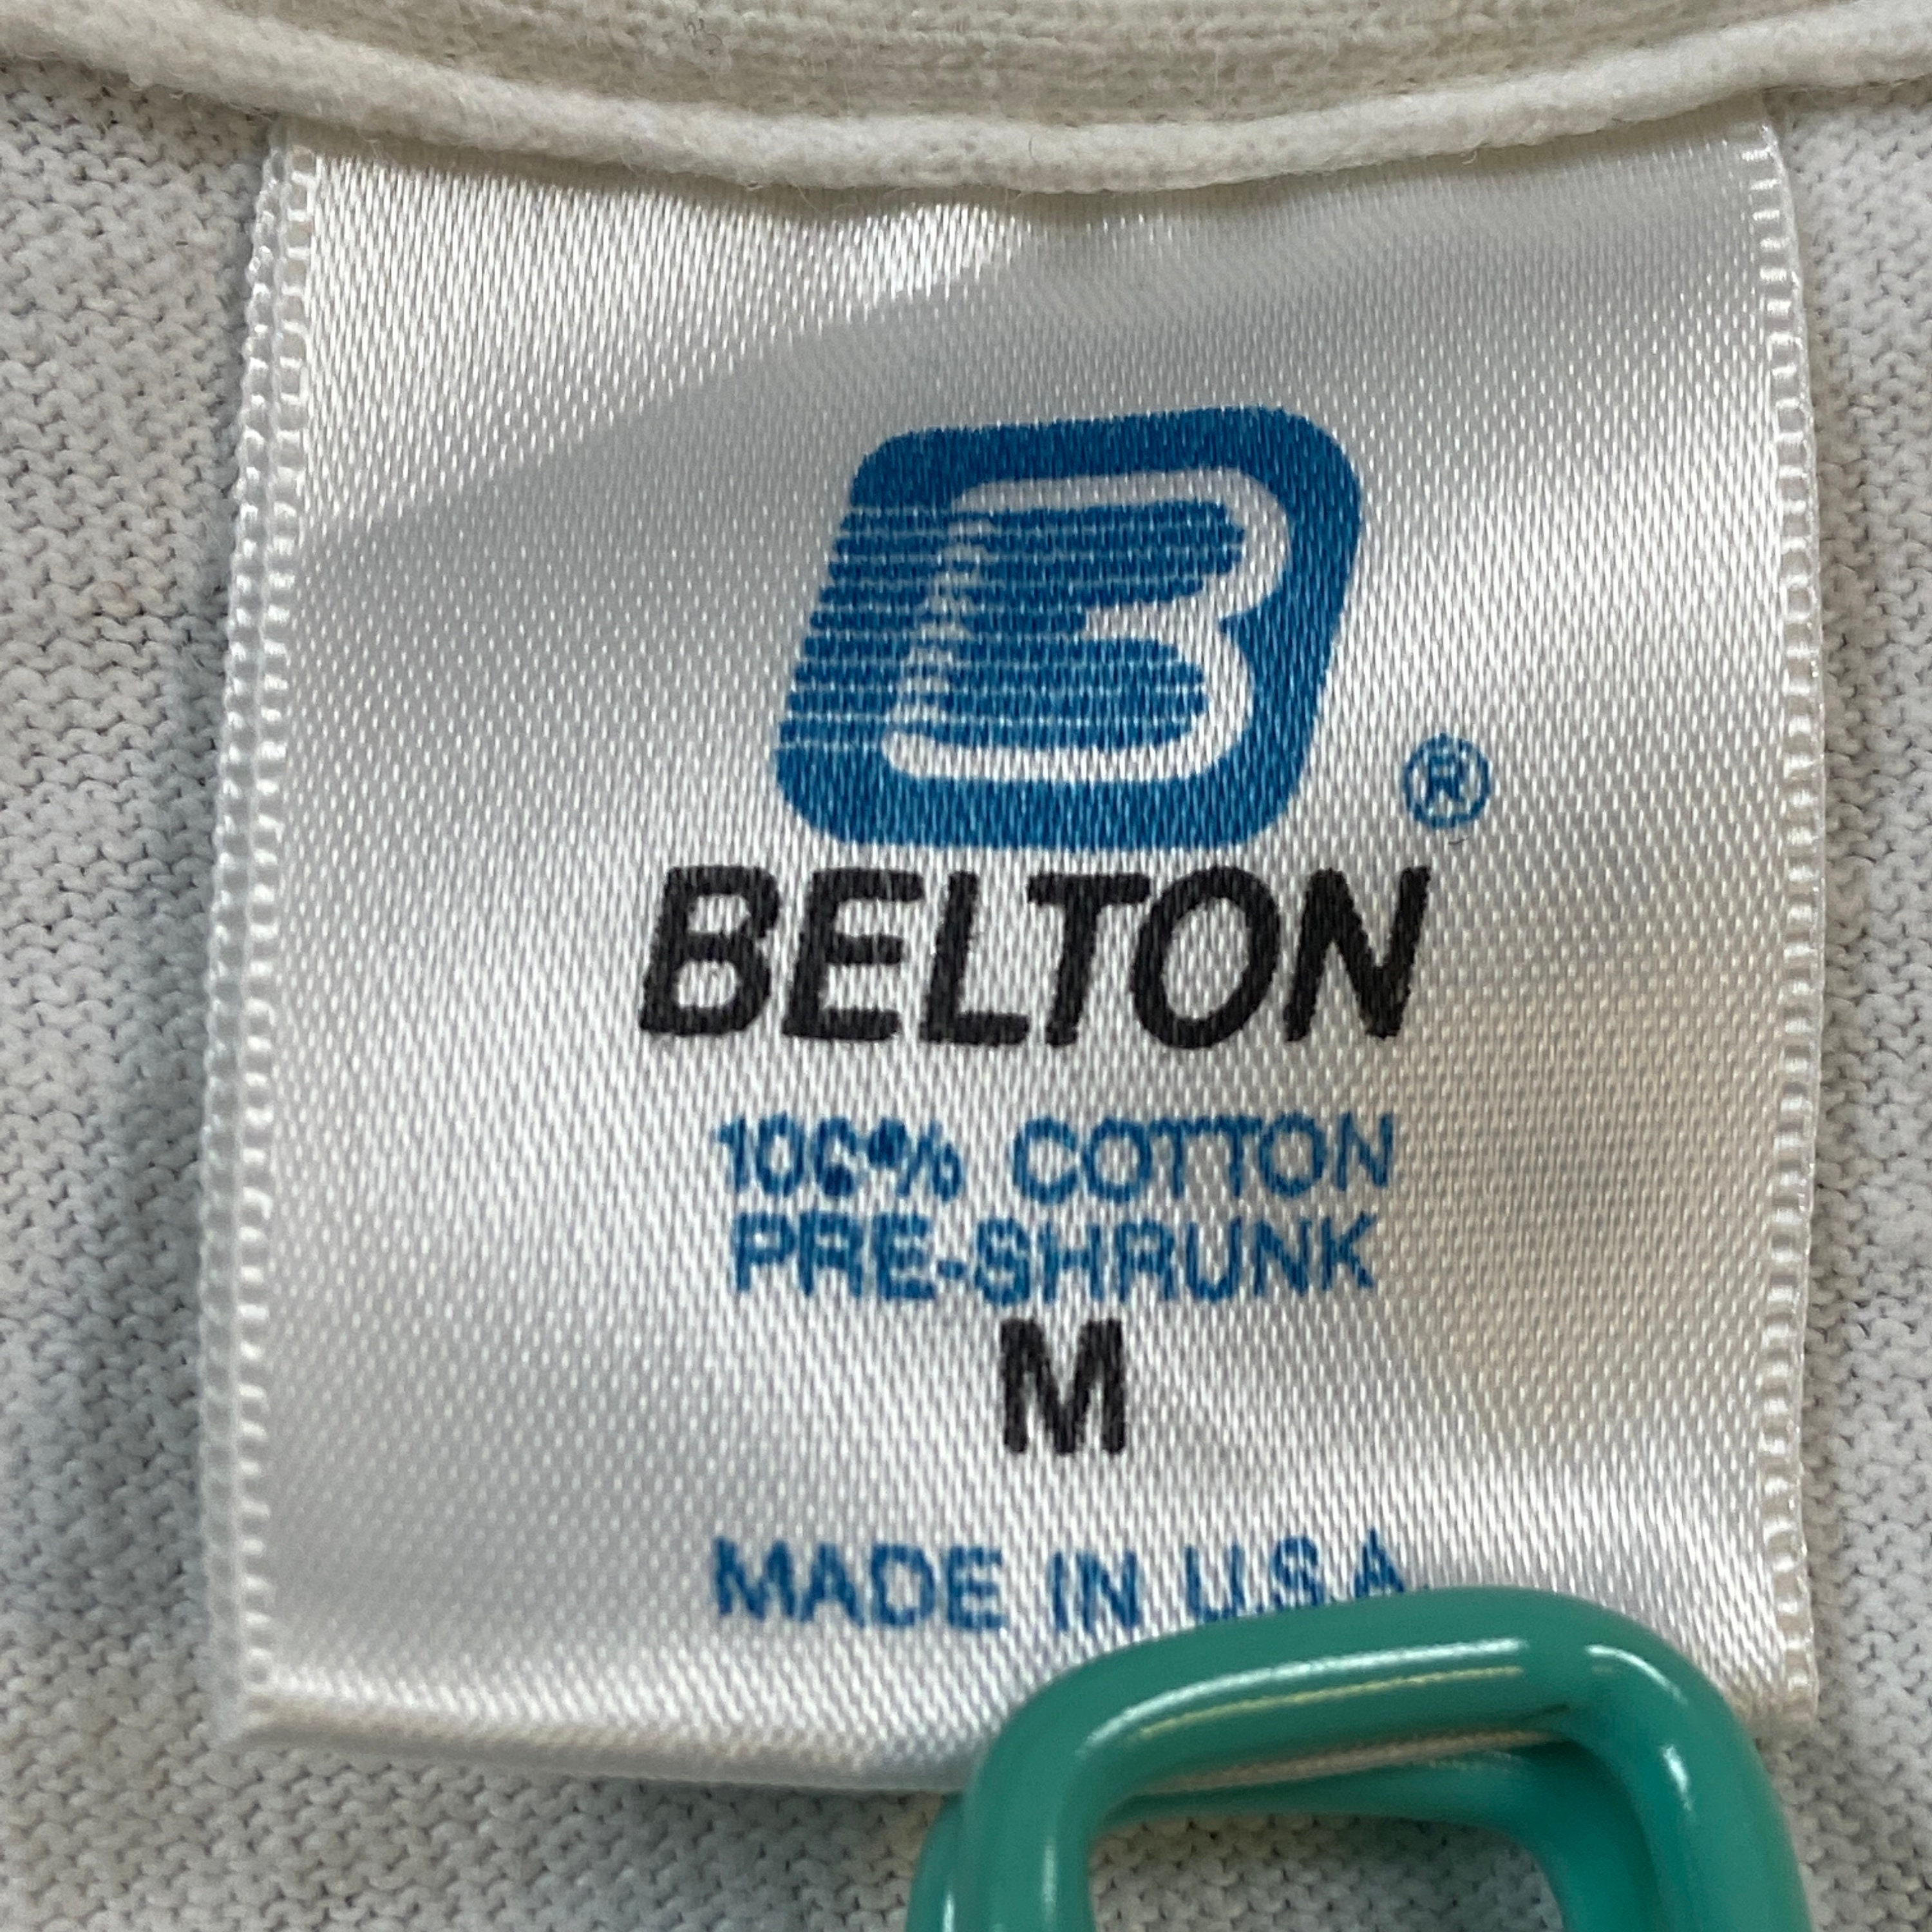 B
®
BELTON
100% COTTON
PRE-SHRUNK
M
MADE IN U.S.A.